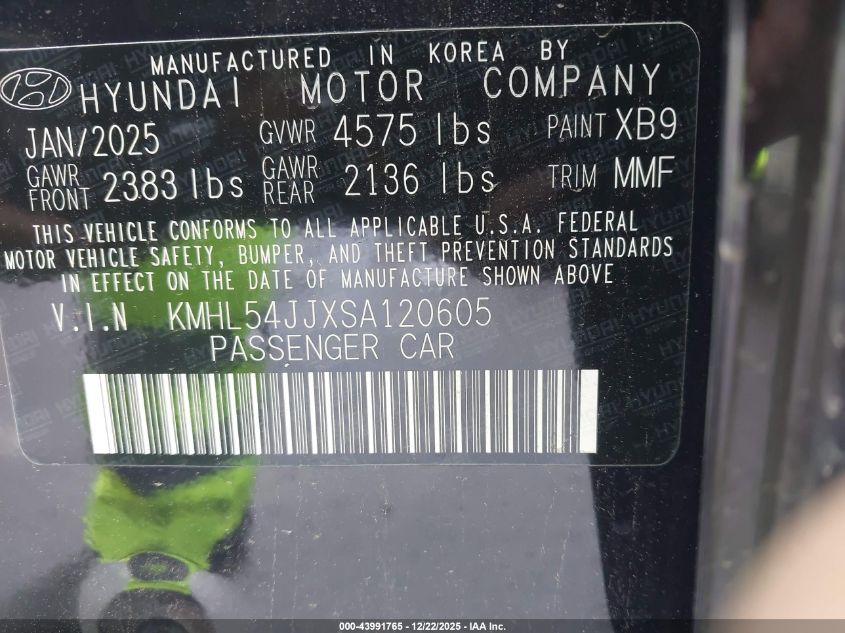 MANUFACTURED IN KOREA BY
HYUNDAI MOTOR COMPANY
JAN/2025 GVWR 4575 lbs PAINT XB9
GAWR FRONT 2383 lbs GAWR REAR 2136 lbs TRIM MMF
THIS VEHICLE CONFORMS TO ALL APPLICABLE U.S.A. FEDERAL
MOTOR VEHICLE SAFETY, BUMPER, AND THEFT PREVENTION STANDARDS
IN EFFECT ON THE DATE OF MANUFACTURE SHOWN ABOVE
V.I.N KMHL54JJXSA120605
PASSENGER CAR
000-43991765 - 12/22/2025 - IAA Inc.